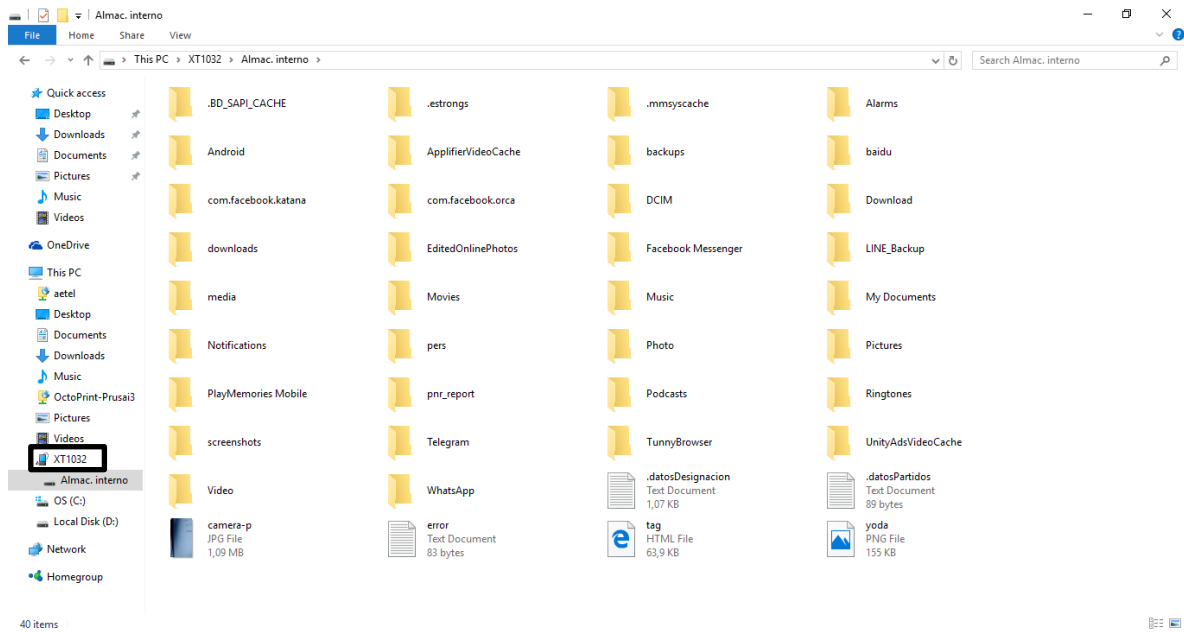 Almac. interno
File Home Share View
This PC > XT1032 > Almac. interno >
Search Almac. interno
Quick access
Desktop
Downloads
Documents
Pictures
Music
Videos
OneDrive
This PC
aetel
Desktop
Documents
Downloads
Music
OctoPrint-Prusai3
Pictures
Videos
XT1032
Almac. interno
OS (C:)
Local Disk (D:)
Network
Homegroup
.BD_SAPI_CACHE
.estrongs
.mmsyscache
Alarms
Android
ApplifierVideoCache
backups
baidu
com.facebook.katana
com.facebook.orca
DCIM
Download
downloads
EditedOnlinePhotos
Facebook Messenger
LINE_Backup
media
Movies
Music
My Documents
Notifications
pers
Photo
Pictures
PlayMemories Mobile
pnr_report
Podcasts
Ringtones
screenshots
Telegram
TunnyBrowser
UnityAdsVideoCache
Video
WhatsApp
.datosDesignacion
Text Document
1,07 KB
.datosPartidos
Text Document
89 bytes
camera-p
JPG File
1,09 MB
error
Text Document
83 bytes
tag
HTML File
63,9 KB
yoda
PNG File
155 KB
40 items